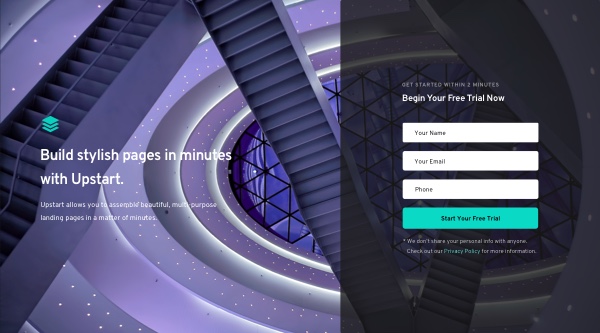 Build stylish pages in minutes
with Upstart.
Upstart allows you to assemble beautiful, multi-purpose
landing pages in a matter of minutes.
GET STARTED WITHIN 2 MINUTES
Begin Your Free Trial Now
Your Name
Your Email
Phone
Start Your Free Trial
* We don't share your personal info with anyone.
Check out our Privacy Policy for more information.